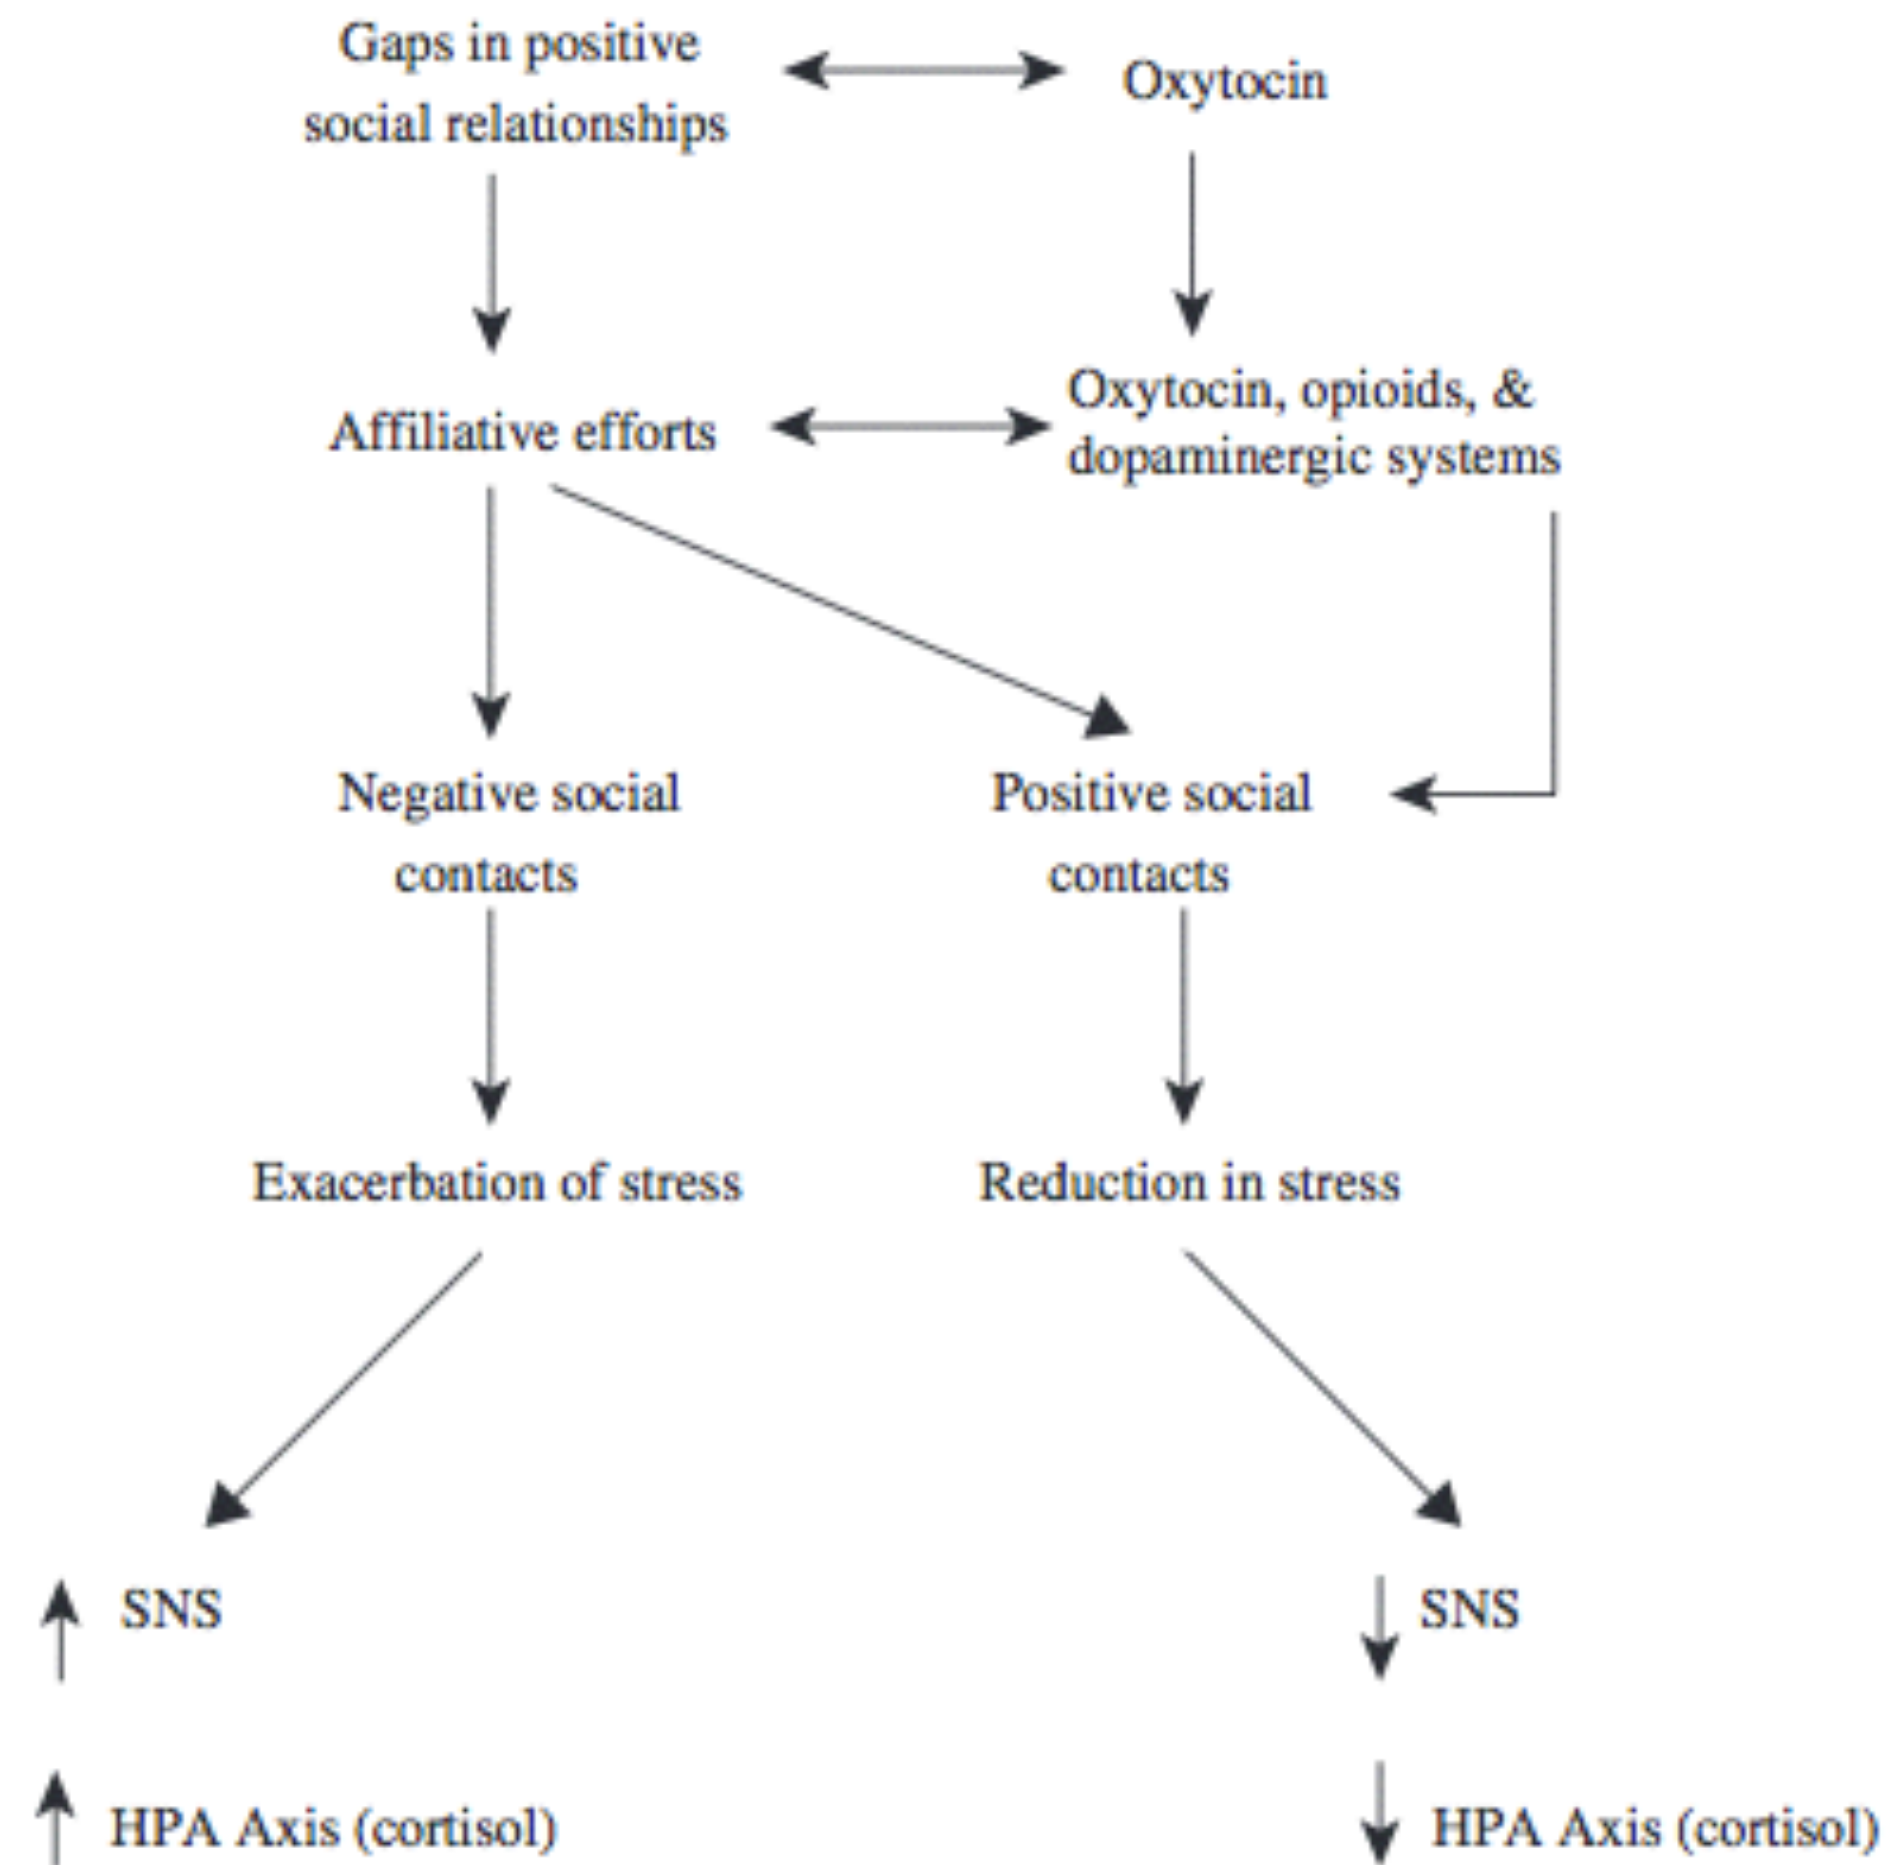 Gaps in positive
social relationships
Oxytocin
Affiliative efforts
Oxytocin, opioids, &
dopaminergic systems
Negative social
contacts
Positive social
contacts
Exacerbation of stress
Reduction in stress
SNS
SNS
HPA Axis (cortisol)
HPA Axis (cortisol)